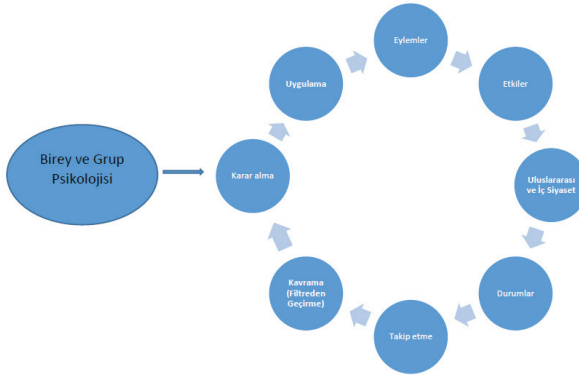 Birey ve Grup
Psikolojisi
Eylemler
Etkiler
Uluslararası
ve İç Siyaset
Durumlar
Takip etme
Kavrama
(Filtreden
Geçirme)
Karar alma
Uygulama